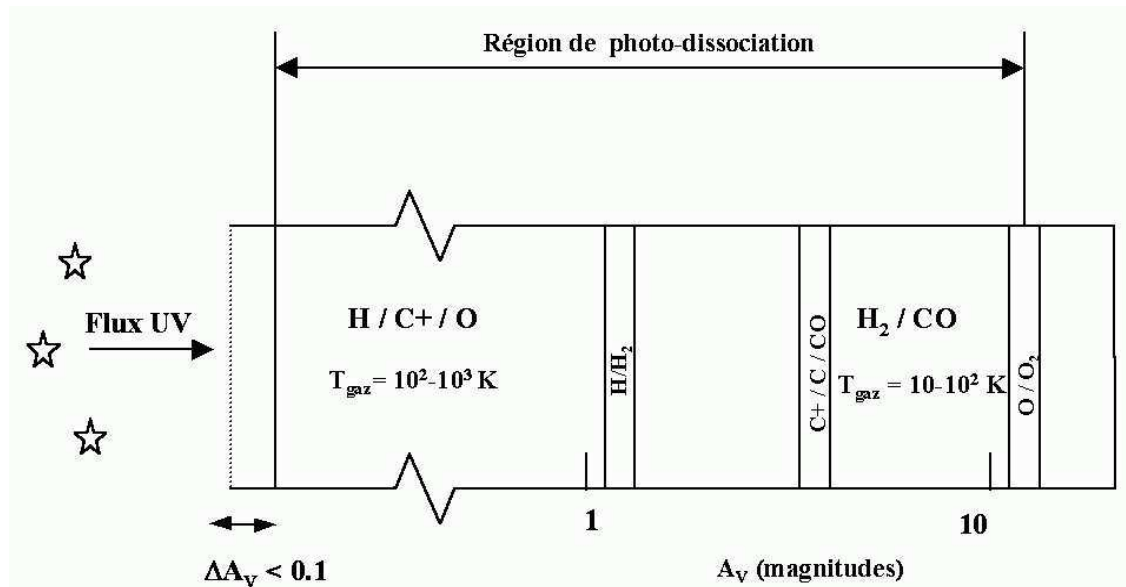 Région de photo-dissociation
Flux UV
H / C+ / O
T_gaz = 10²-10³ K
H/H₂
C+ / C / CO
H₂ / CO
T_gaz = 10-10² K
O / O₂
1
10
ΔA_V < 0.1
A_V (magnitudes)